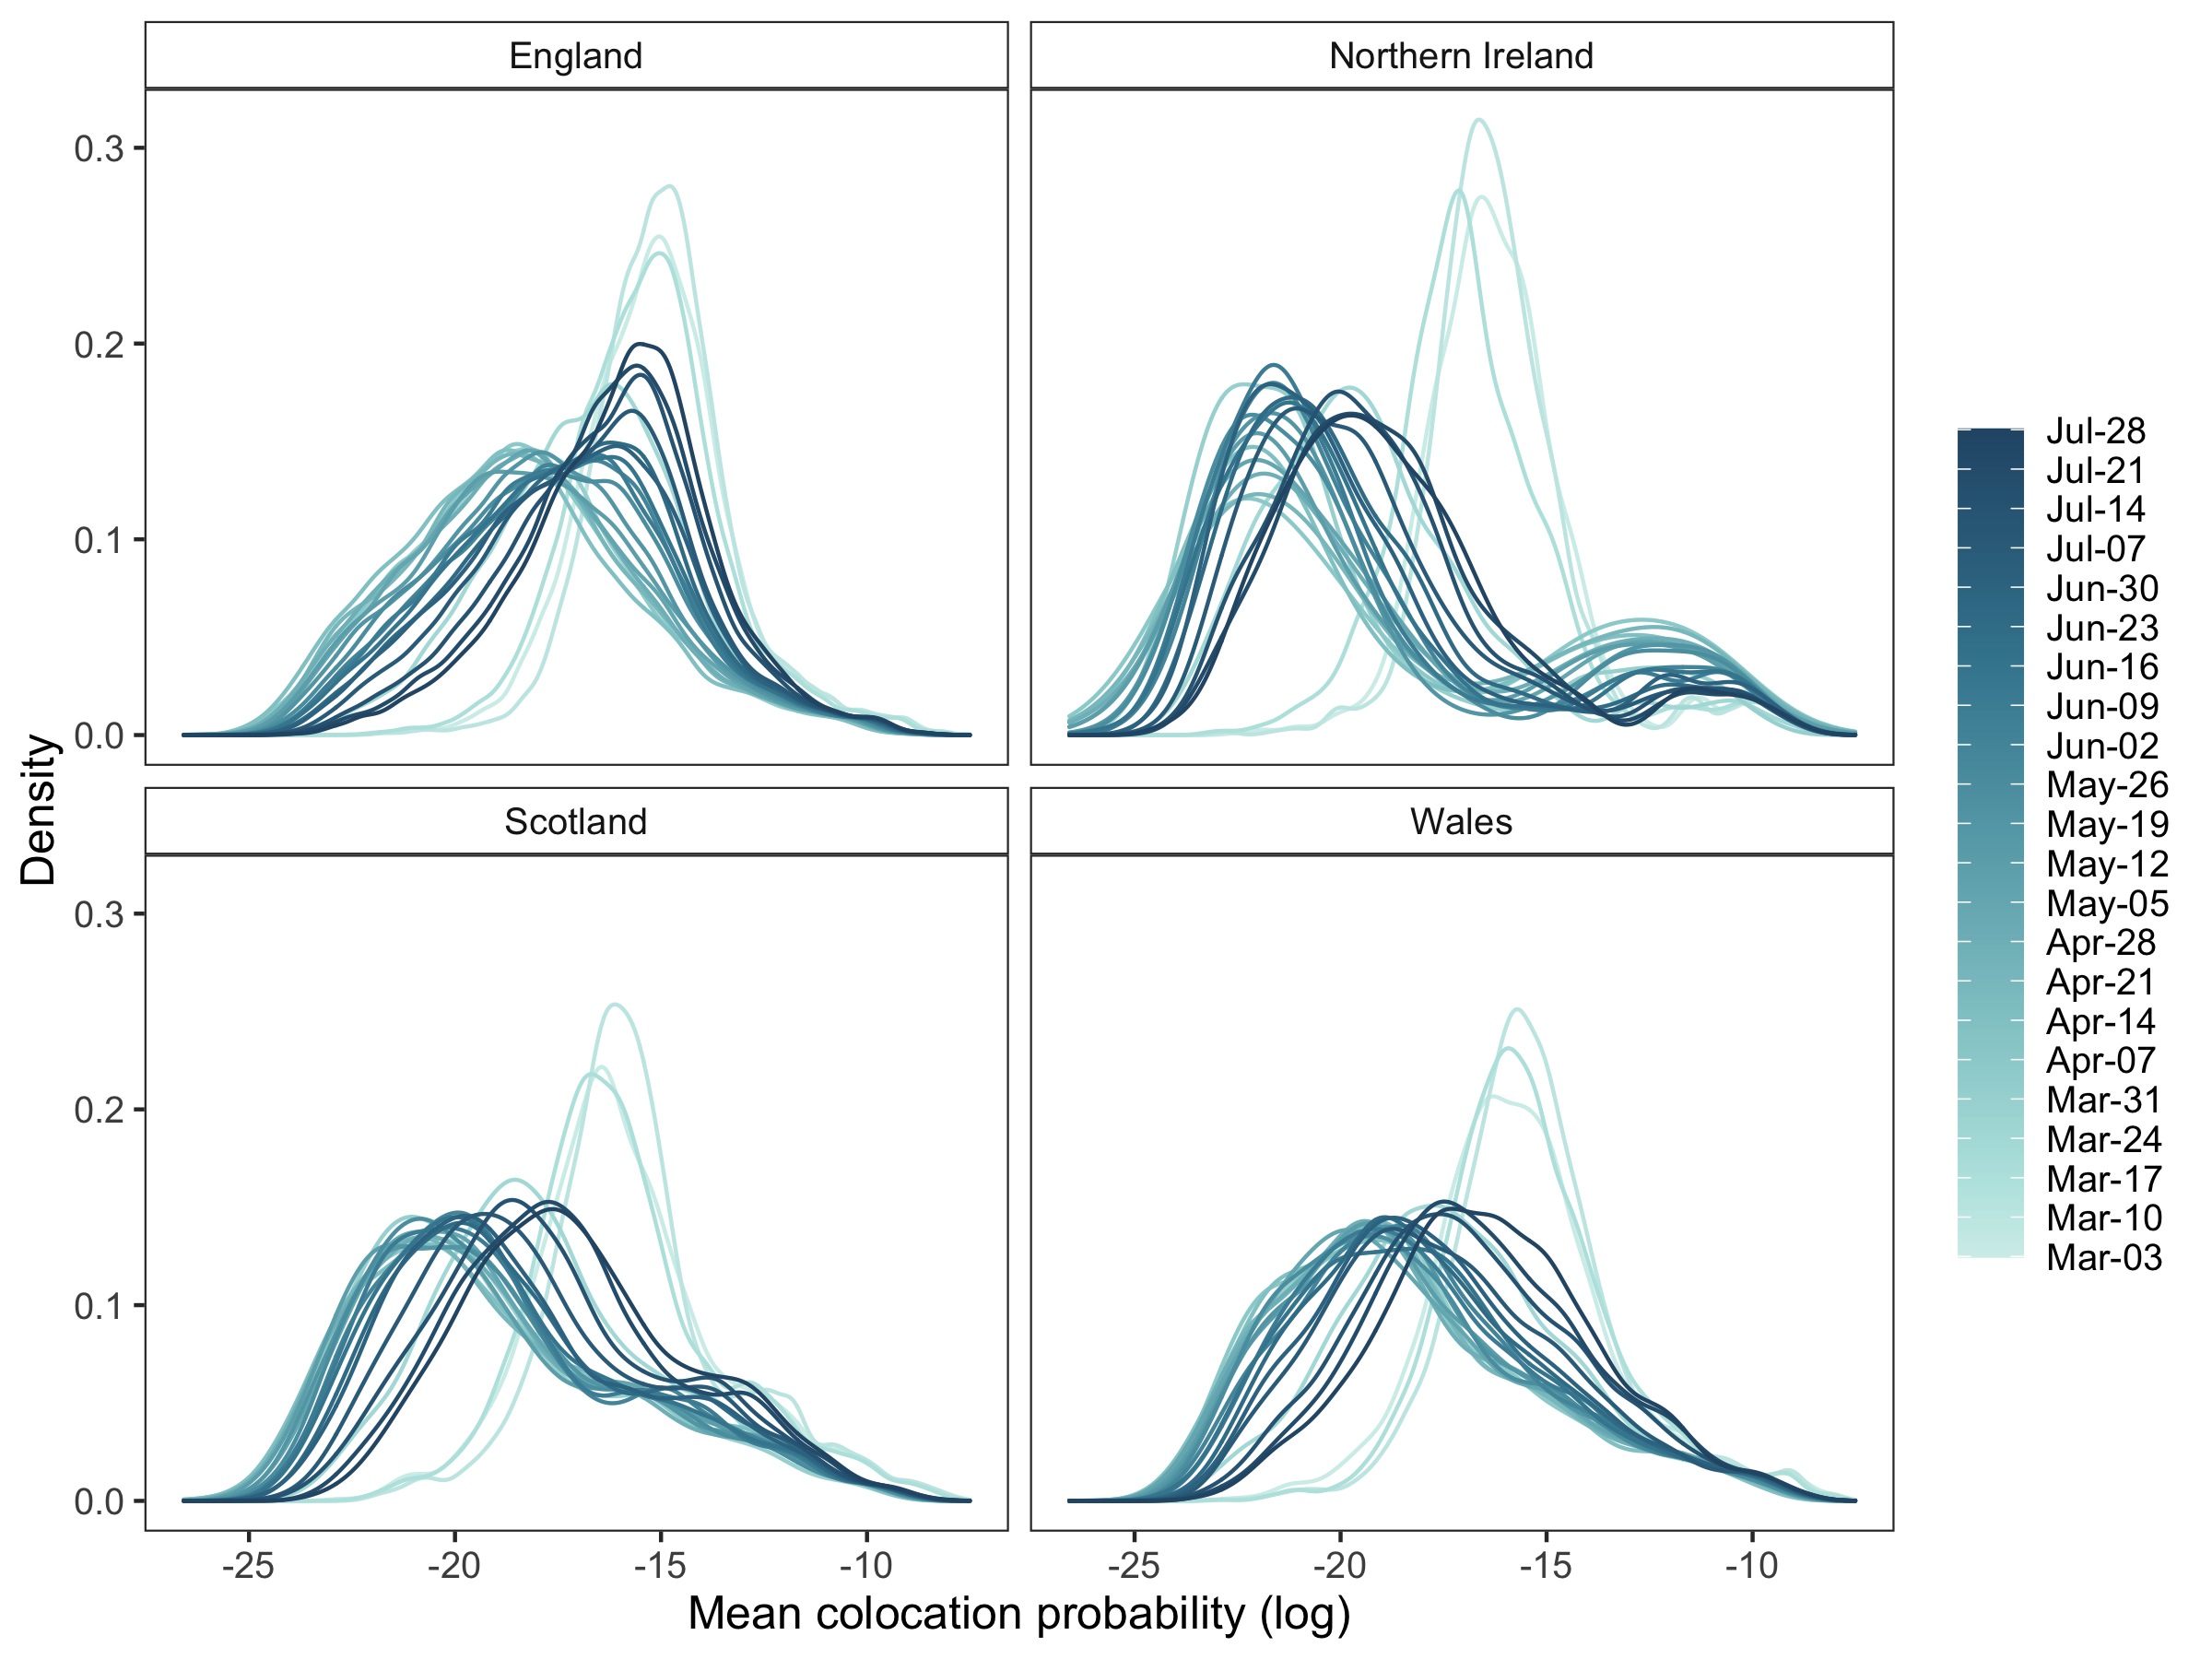 England
Northern Ireland
0.3
0.2
0.1
0.0
Scotland
Wales
0.3
0.2
0.1
0.0
-25
-20
-15
-10
-25
-20
-15
-10
Mean colocation probability (log)
Density
Jul-28
Jul-21
Jul-14
Jul-07
Jun-30
Jun-23
Jun-16
Jun-09
Jun-02
May-26
May-19
May-12
May-05
Apr-28
Apr-21
Apr-14
Apr-07
Mar-31
Mar-24
Mar-17
Mar-10
Mar-03